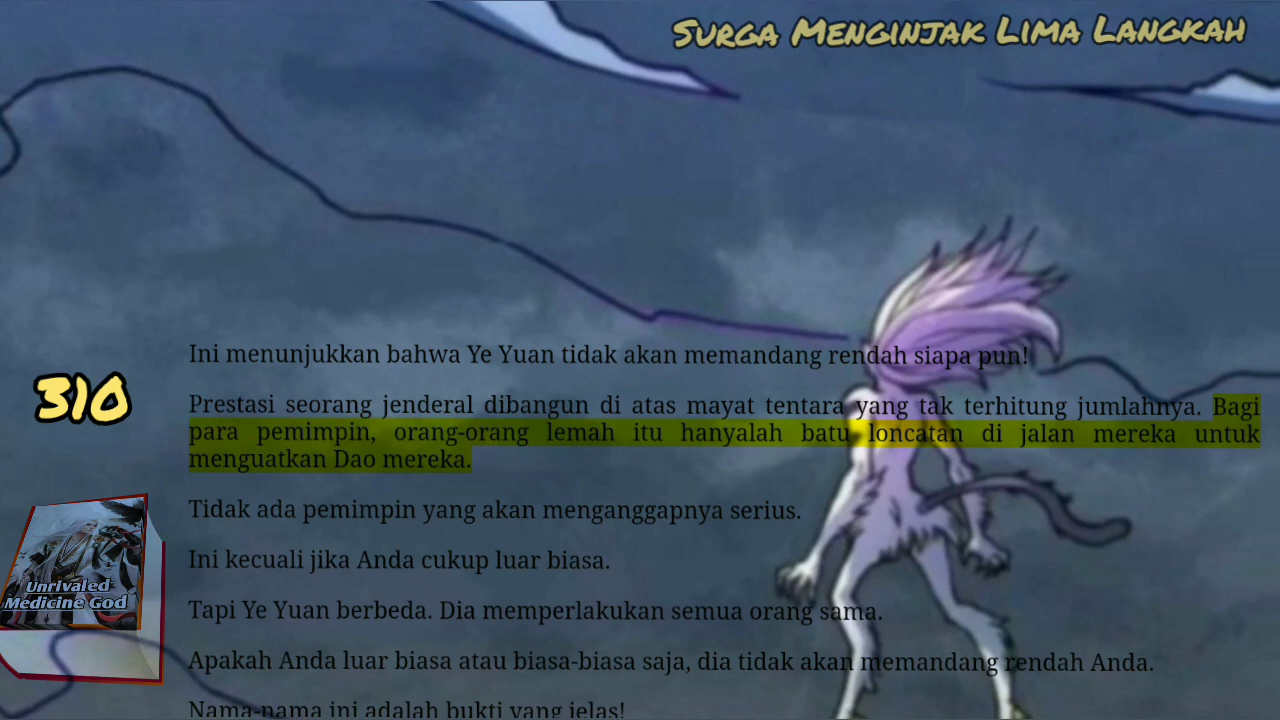 Surga Menginjak Lima Langkah
Ini menunjukkan bahwa Ye Yuan tidak akan memandang rendah siapa pun!
310
Prestasi seorang jenderal dibangun di atas mayat tentara yang tak terhitung jumlahnya. Bagi
para pemimpin, orang-orang lemah itu hanyalah batu loncatan di jalan mereka untuk
menguatkan Dao mereka.
Tidak ada pemimpin yang akan menganggapnya serius.
Ini kecuali jika Anda cukup luar biasa.
Unrivaled
Medicine God
Tapi Ye Yuan berbeda. Dia memperlakukan semua orang sama.
Apakah Anda luar biasa atau biasa-biasa saja, dia tidak akan memandang rendah Anda.
Nama-nama ini adalah bukti yang jelas!